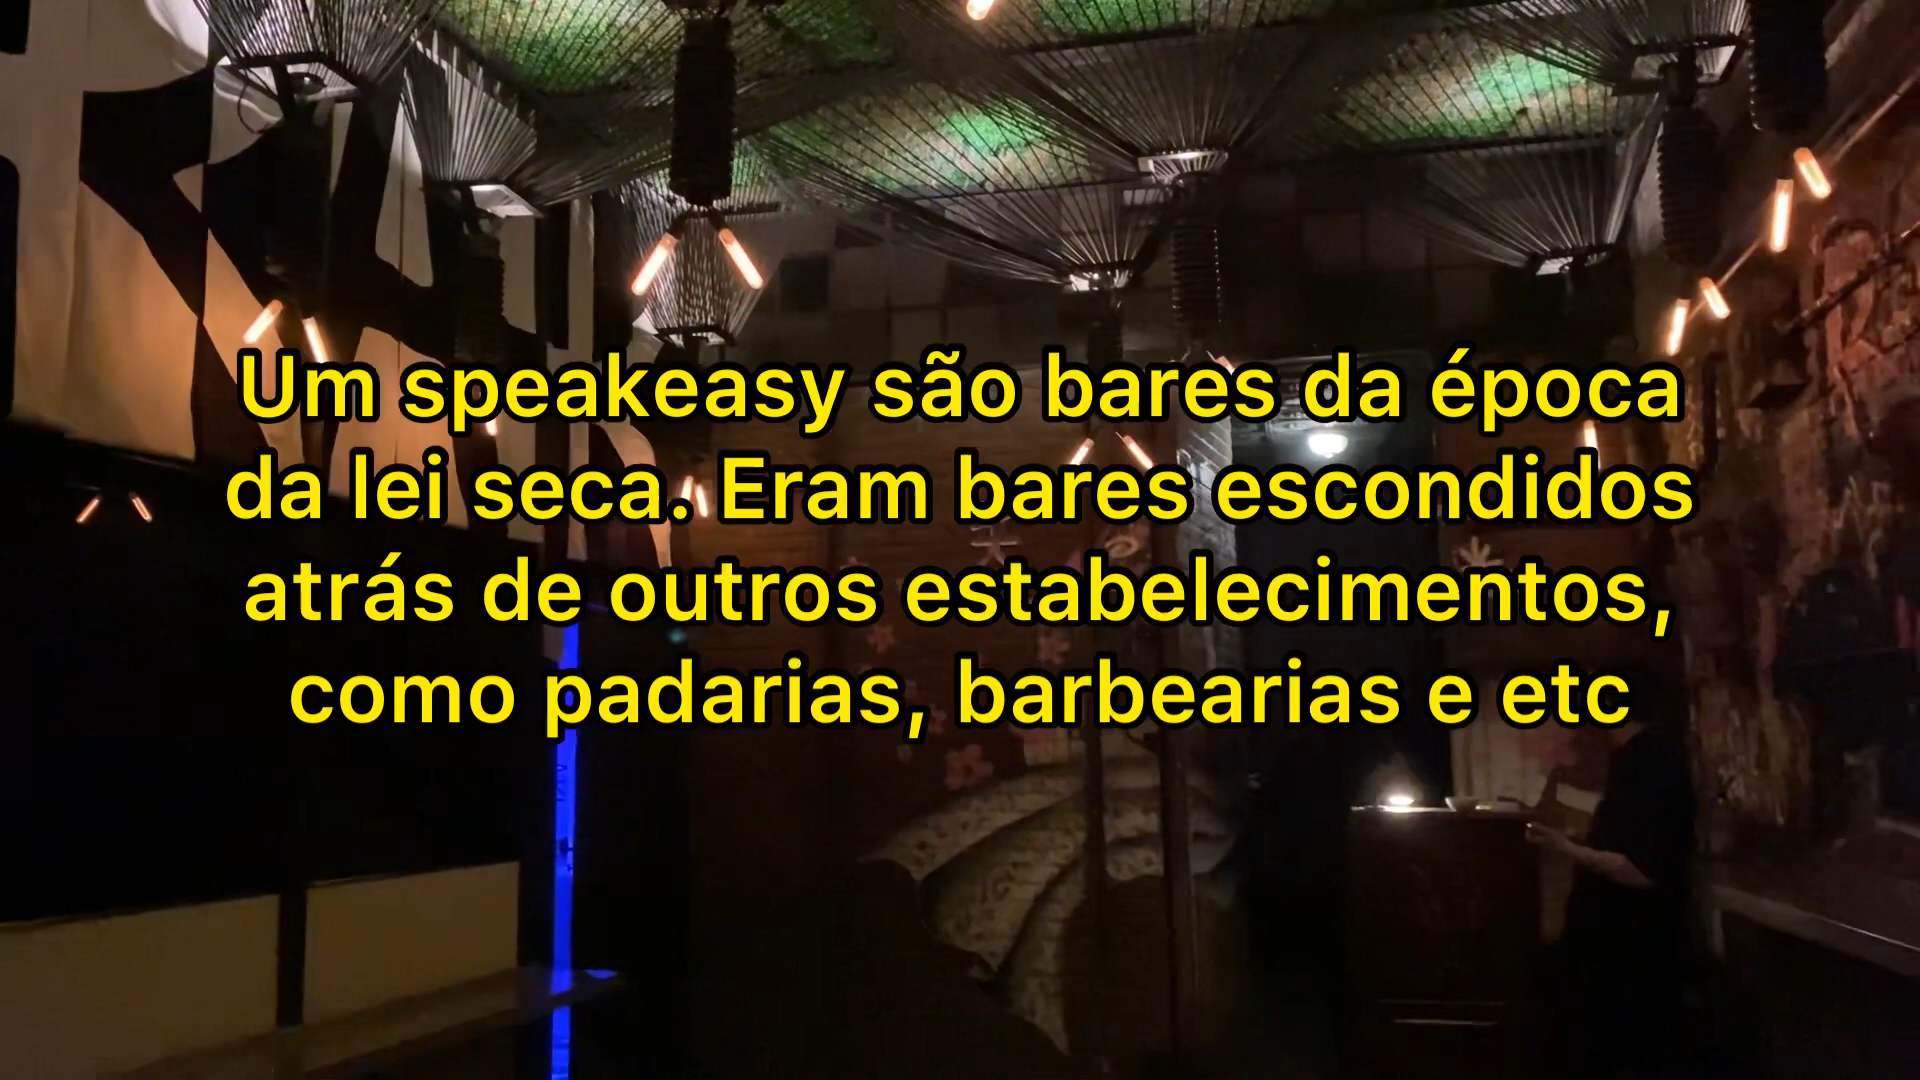 Um speakeasy são bares da época
da lei seca. Eram bares escondidos
atrás de outros estabelecimentos,
como padarias, barbearias e etc